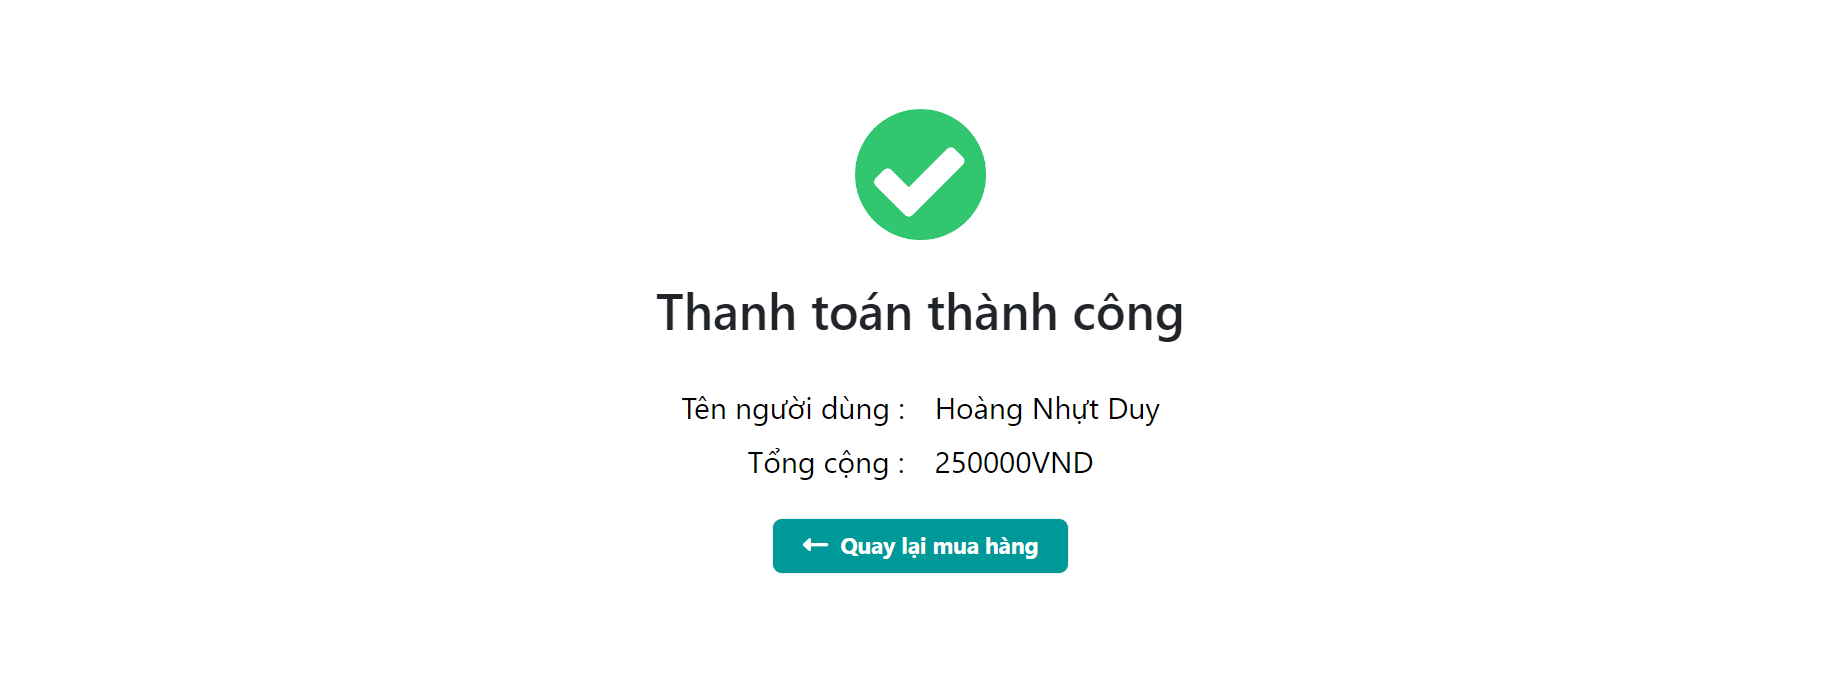 Thanh toán thành công
Tên người dùng : Hoàng Nhựt Duy
Tổng cộng : 250000VND
Quay lại mua hàng